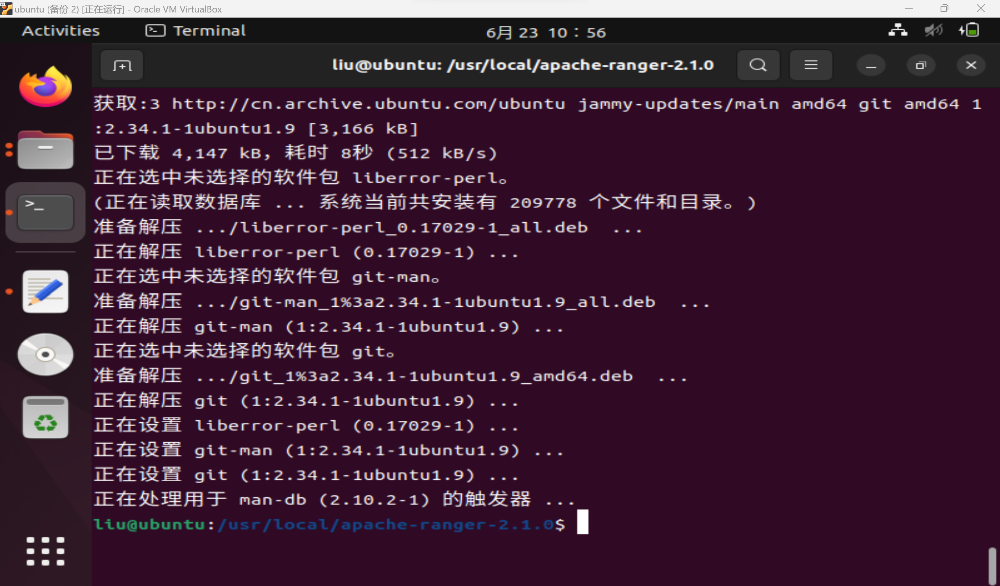 ubuntu (备份 2) [正在运行] - Oracle VM VirtualBox
Activities
Terminal
6月 23 10：56
liu@ubuntu: /usr/local/apache-ranger-2.1.0
获取:3 http://cn.archive.ubuntu.com/ubuntu jammy-updates/main amd64 git amd64 1
:2.34.1-1ubuntu1.9 [3,166 kB]
已下载 4,147 kB, 耗时 8秒 (512 kB/s)
正在选中未选择的软件包 liberror-perl。
(正在读取数据库 ... 系统当前共安装有 209778 个文件和目录。)
准备解压 .../liberror-perl_0.17029-1_all.deb  ...
正在解压 liberror-perl (0.17029-1) ...
正在选中未选择的软件包 git-man。
准备解压 .../git-man_1%3a2.34.1-1ubuntu1.9_all.deb  ...
正在解压 git-man (1:2.34.1-1ubuntu1.9) ...
正在选中未选择的软件包 git。
准备解压 .../git_1%3a2.34.1-1ubuntu1.9_amd64.deb  ...
正在解压 git (1:2.34.1-1ubuntu1.9) ...
正在设置 liberror-perl (0.17029-1) ...
正在设置 git-man (1:2.34.1-1ubuntu1.9) ...
正在设置 git (1:2.34.1-1ubuntu1.9) ...
正在处理用于 man-db (2.10.2-1) 的触发器 ...
liu@ubuntu:/usr/local/apache-ranger-2.1.0$